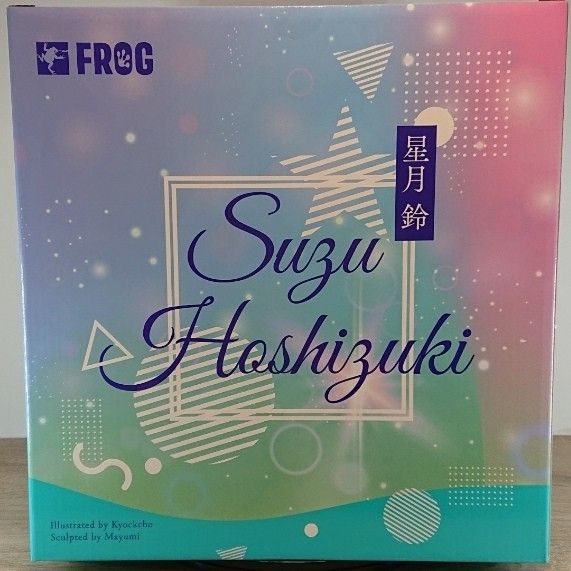 FROG
星月 鈴
Suzu
Hoshizuki
Illustrated by Kyockcho
Sculpted by Mayumi